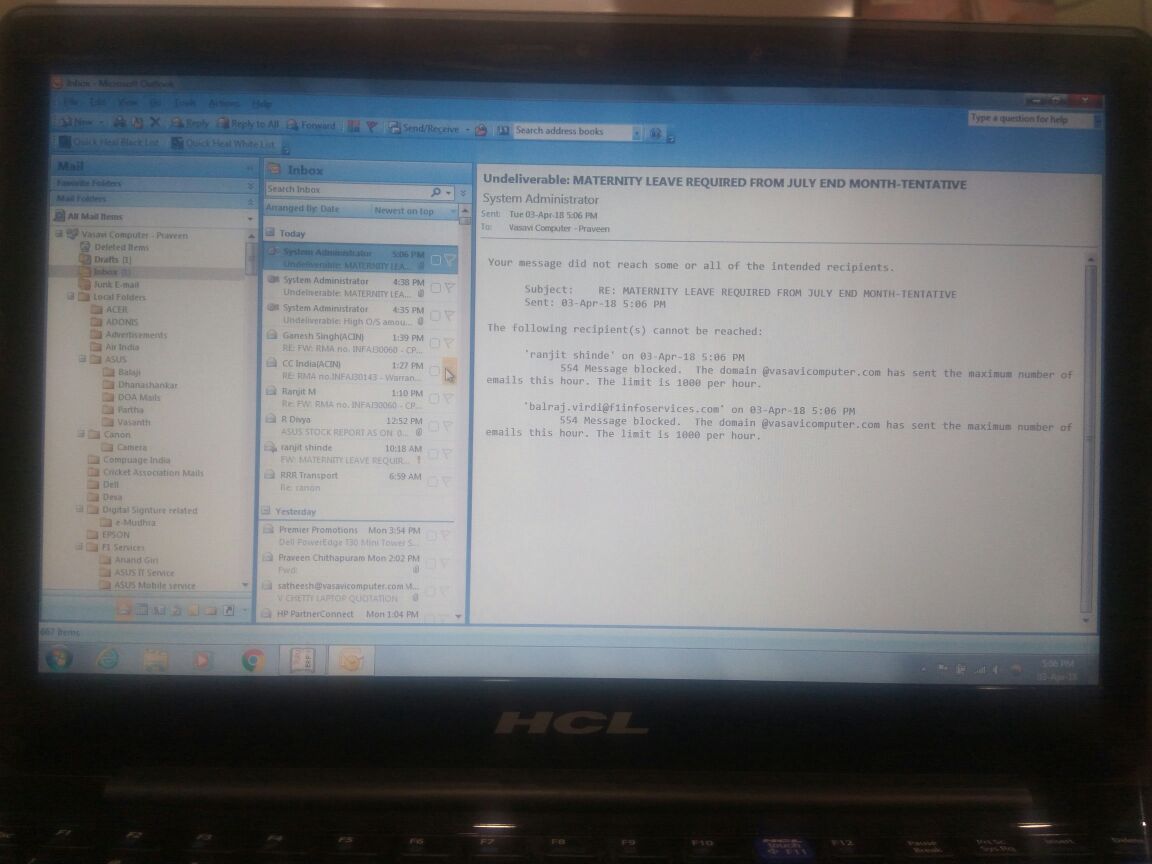 Inbox - Microsoft Outlook
File Edit View Go Tools Actions Help
New Reply Reply to All Forward Send/Receive Search address books
Type a question for help
Quick Heal Black List Quick Heal White List
Mail
Favorite Folders
Mail Folders
All Mail Items
Vasavi Computer - Praveen
Deleted Items
Drafts (1)
Inbox
Junk E-mail
Local Folders
ACER
ADONIS
Advertisements
Air India
ASUS
Balaji
Dhanashankar
DOA Mails
Partha
Vasanth
Canon
Camera
Compuage India
Cricket Association Mails
Dell
Desa
Digital Signture related
e-Mudhra
EPSON
F1 Services
Anand Giri
ASUS IT Service
ASUS Mobile service
667 Items
Inbox
Search Inbox
Arranged By: Date Newest on top
Today
System Administrator 5:06 PM
Undeliverable: MATERNITY LEA...
System Administrator 4:38 PM
Undeliverable: MATERNITY LEA...
System Administrator 4:35 PM
Undeliverable: High O/S amou...
Ganesh Singh(ACIN) 1:39 PM
RE: FW: RMA no. INFAJ30060 - CP...
CC India(ACIN) 1:27 PM
RE: RMA no.INFAJ30143 - Warran...
Ranjit M 1:10 PM
Re: FW: RMA no. INFAJ30060 - CP...
R Divya 12:52 PM
ASUS STOCK REPORT AS ON 0...
ranjit shinde 10:18 AM
FW: MATERNITY LEAVE REQUIR...
RRR Transport 6:59 AM
Re: canon
Yesterday
Premier Promotions Mon 3:54 PM
Dell PowerEdge T30 Mini Tower S...
Praveen Chithapuram Mon 2:02 PM
Fwd:
satheesh@vasavicomputer.com M...
V CHETTY LAPTOP QUOTATION
HP PartnerConnect Mon 1:04 PM
Undeliverable: MATERNITY LEAVE REQUIRED FROM JULY END MONTH-TENTATIVE
System Administrator
Sent: Tue 03-Apr-18 5:06 PM
To: Vasavi Computer -Praveen
Your message did not reach some or all of the intended recipients.
Subject: RE: MATERNITY LEAVE REQUIRED FROM JULY END MONTH-TENTATIVE
Sent: 03-Apr-18 5:06 PM
The following recipient(s) cannot be reached:
'ranjit shinde' on 03-Apr-18 5:06 PM
554 Message blocked. The domain @vasavicomputer.com has sent the maximum number of
emails this hour. The limit is 1000 per hour.
'balraj.virdi@f1infoservices.com' on 03-Apr-18 5:06 PM
554 Message blocked. The domain @vasavicomputer.com has sent the maximum number of
emails this hour. The limit is 1000 per hour.
5:06 PM
03-Apr-18
HCL
F1 F2 F3 F4 F5 F6 F7 F8 F9 F10 F11 F12 Pause Break Prt Sc Sys Rq Insert Delete